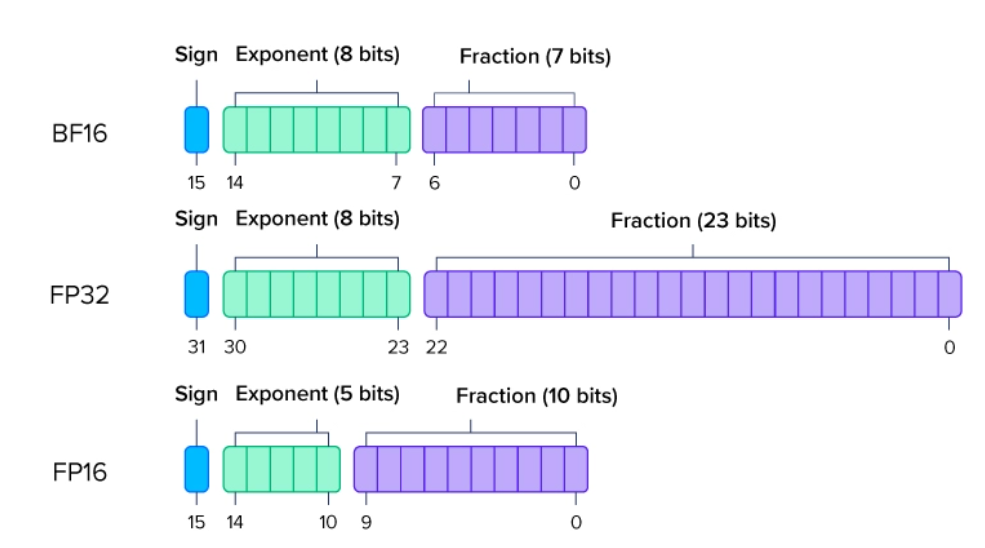 Sign Exponent (8 bits) Fraction (7 bits)
BF16
15 14 7 6 0
Sign Exponent (8 bits) Fraction (23 bits)
FP32
31 30 23 22 0
Sign Exponent (5 bits) Fraction (10 bits)
FP16
15 14 10 9 0